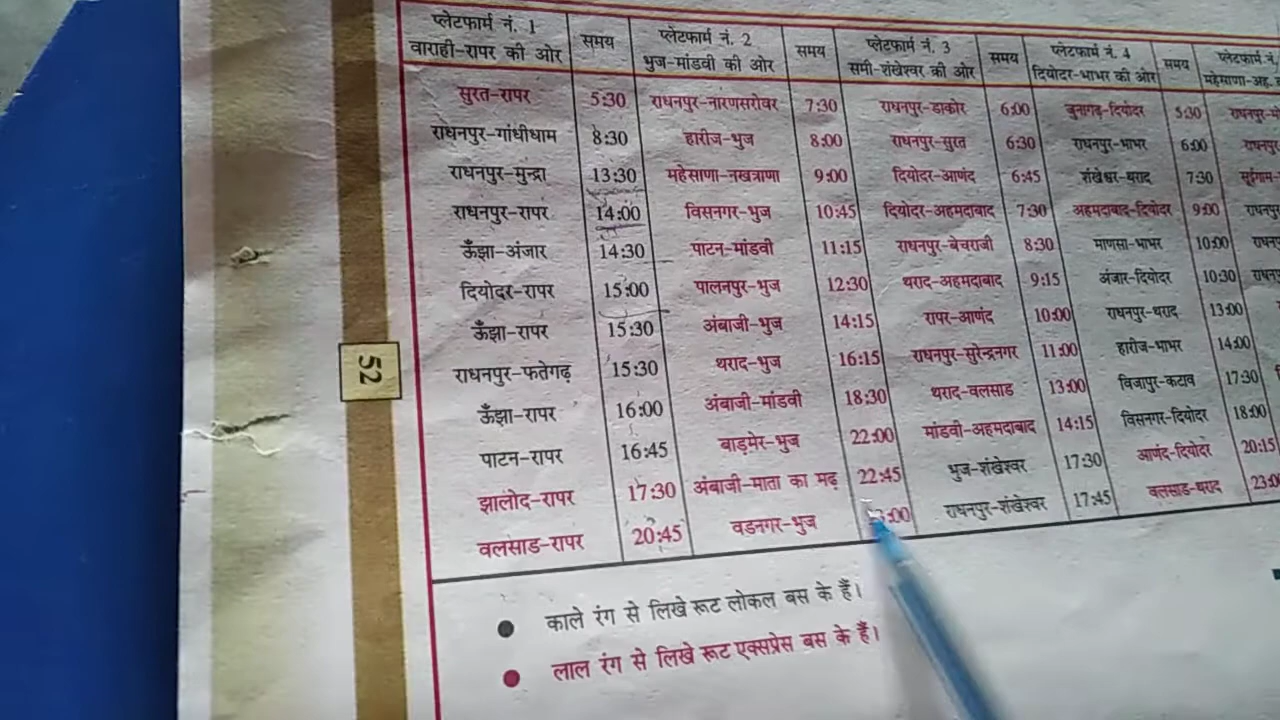 प्लेटफार्म नं. 1 समय प्लेटफार्म नं. 2 समय प्लेटफार्म नं. 3 समय प्लेटफार्म नं. 4 समय प्लेटफार्म नं.
वाराही-रापर की ओर भुज-मांडवी की ओर समी-शंखेश्वर की ओर दियोदर-भाभर की ओर महेसाणा-अह.
सुरत-रापर 5:30 राधनपुर-नारणसरोवर 7:30 राधनपुर-डाकोर 6:00 जुनागढ़-दियोदर 5:30
राधनपुर-गांधीधाम 8:30 हारीज-भुज 8:00 राधनपुर-सुरत 6:30 राधनपुर-भाभर 6:00
राधनपुर-मुन्द्रा 13:30 महेसाणा-नखत्राणा 9:00 दियोदर-आणंद 6:45 शंखेश्वर-थराद 7:30
राधनपुर-रापर 14:00 विसनगर-भुज 10:45 दियोदर-अहमदाबाद 7:30 अहमदाबाद-दियोदर 9:00
ऊँझा-अंजार 14:30 पाटन-मांडवी 11:15 राधनपुर-बेचराजी 8:30 माणसा-भाभर 10:00
दियोदर-रापर 15:00 पालनपुर-भुज 12:30 थराद-अहमदाबाद 9:15 अंजार-दियोदर 10:30
ऊँझा-रापर 15:30 अंबाजी-भुज 14:15 रापर-आणंद 10:00 राधनपुर-थराद 13:00
राधनपुर-फतेगढ़ 15:30 थराद-भुज 16:15 राधनपुर-सुरेन्द्रनगर 11:00 हारीज-भाभर 14:00
ऊँझा-रापर 16:00 अंबाजी-मांडवी 18:30 थराद-वलसाड 13:00 विजापुर-कटाव 17:30
पाटन-रापर 16:45 बाड़मेर-भुज 22:00 मांडवी-अहमदाबाद 14:15 विसनगर-दियोदर 18:00
झालोद-रापर 17:30 अंबाजी-माता का मढ़ 22:45 भुज-शंखेश्वर 17:30 आणंद-दियोदर 20:15
वलसाड-रापर 20:45 वडनगर-भुज राधनपुर-शंखेश्वर 17:45 वलसाड-थराद
52
काले रंग से लिखे रूट लोकल बस के हैं।
लाल रंग से लिखे रूट एक्सप्रेस बस के हैं।